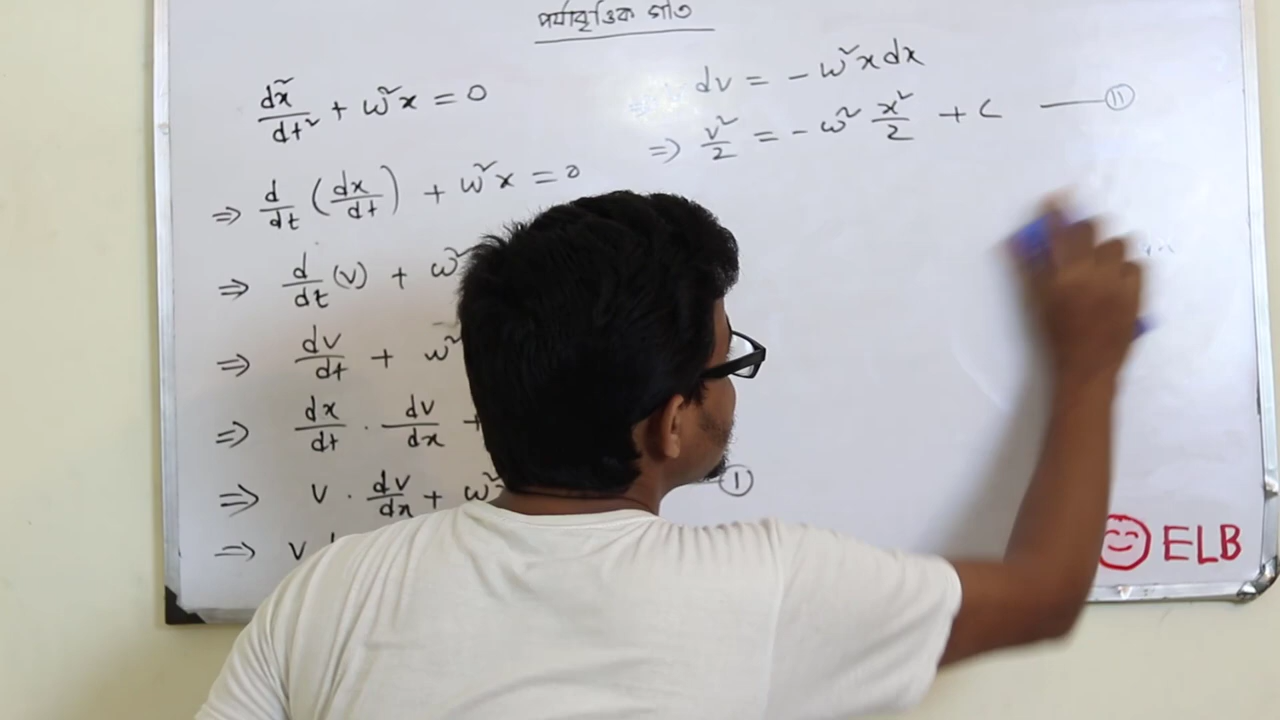 পর্যাবৃত্তিক গতি
d²x/dt² + ω²x = 0
⇒ d/dt (dx/dt) + ω²x = 0
⇒ d/dt (v) + ω²
⇒ dv/dt + ω²
⇒ dx/dt · dv/dx +
⇒ v · dv/dx + ω² — (I)
⇒ v
dv = - ω²x dx
⇒ v²/2 = - ω² x²/2 + C — (II)
ELB